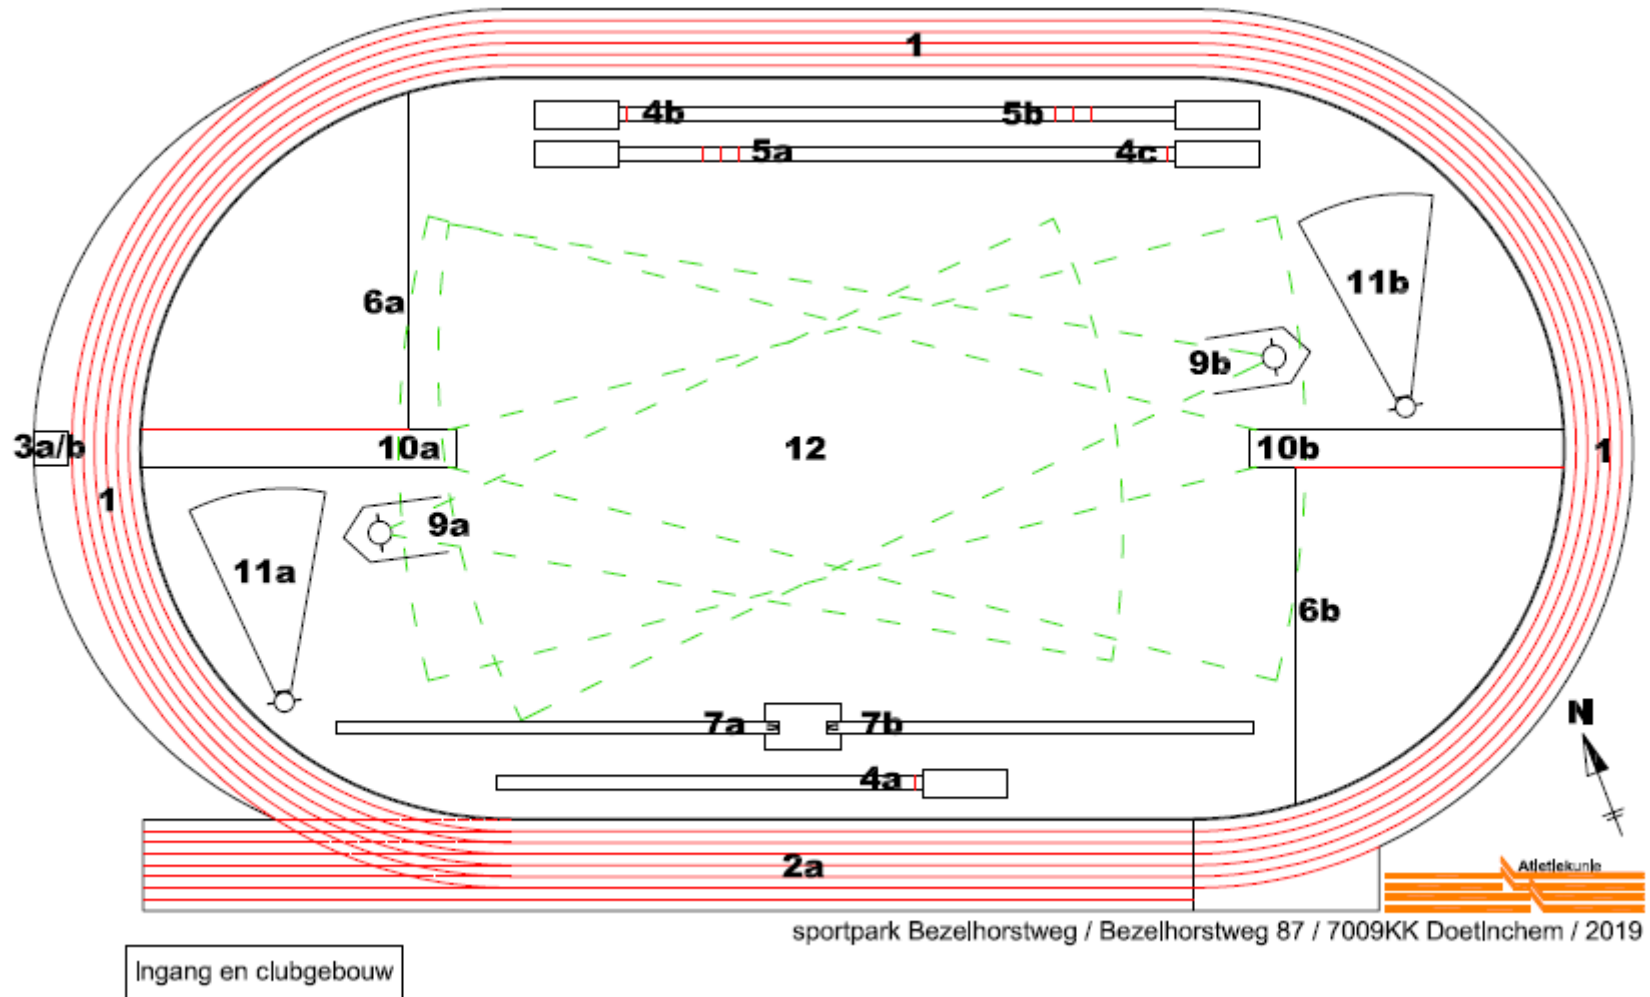 1
4b 5b
5a 4c
11b
6a
9b
3a/b 10a 12 10b 1
1
9a
11a
6b
N
7a 7b
4a
2a
Atletiekunie
sportpark Bezelhorstweg / Bezelhorstweg 87 / 7009KK Doetinchem / 2019
Ingang en clubgebouw